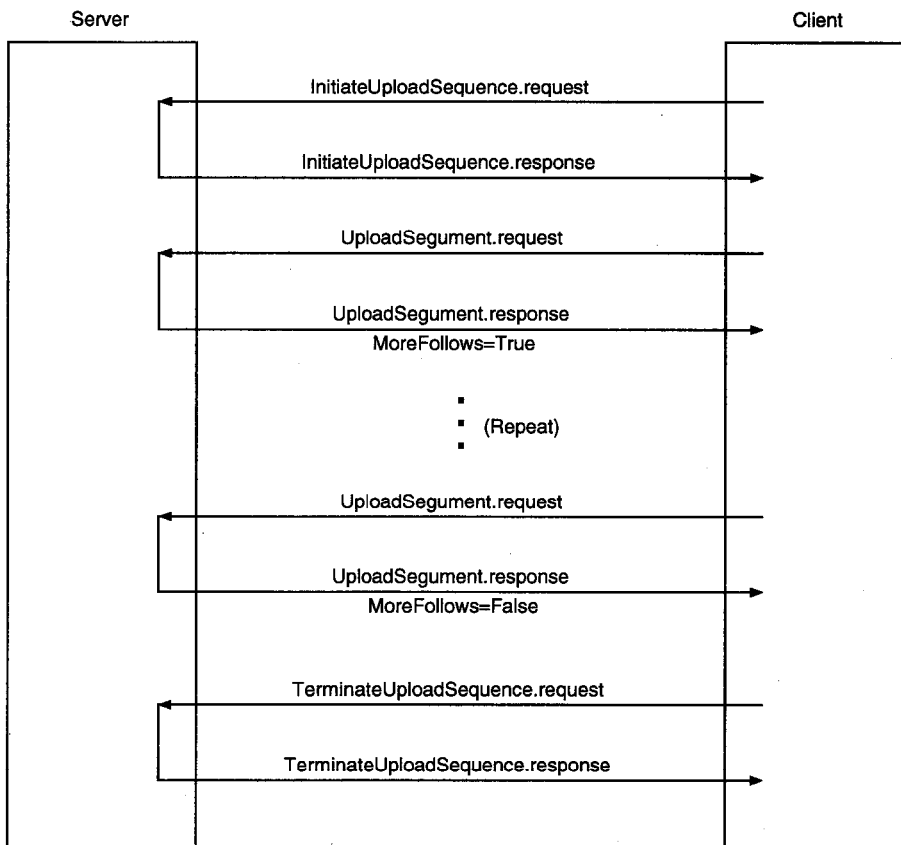 Server
Client
InitiateUploadSequence.request
InitiateUploadSequence.response
UploadSegument.request
UploadSegument.response
MoreFollows=True
(Repeat)
UploadSegument.request
UploadSegument.response
MoreFollows=False
TerminateUploadSequence.request
TerminateUploadSequence.response